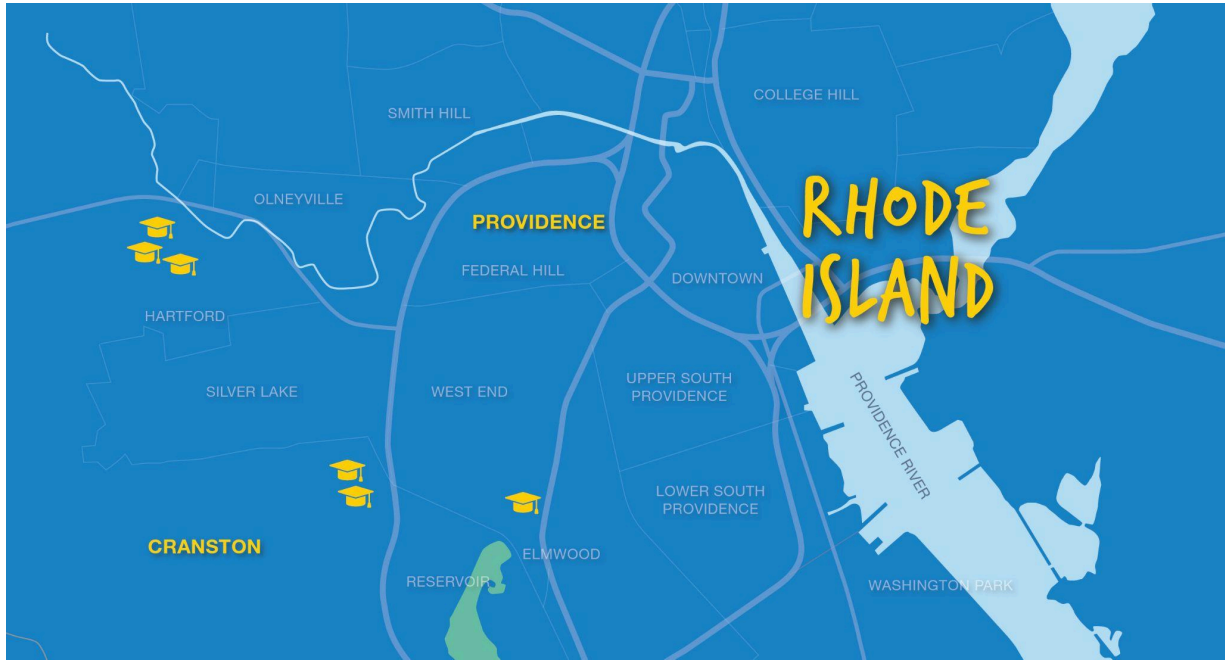 COLLEGE HILL
SMITH HILL
OLNEYVILLE
PROVIDENCE
RHODE
ISLAND
FEDERAL HILL
DOWNTOWN
HARTFORD
SILVER LAKE
WEST END
UPPER SOUTH
PROVIDENCE
PROVIDENCE RIVER
LOWER SOUTH
PROVIDENCE
CRANSTON
ELMWOOD
RESERVOIR
WASHINGTON PARK